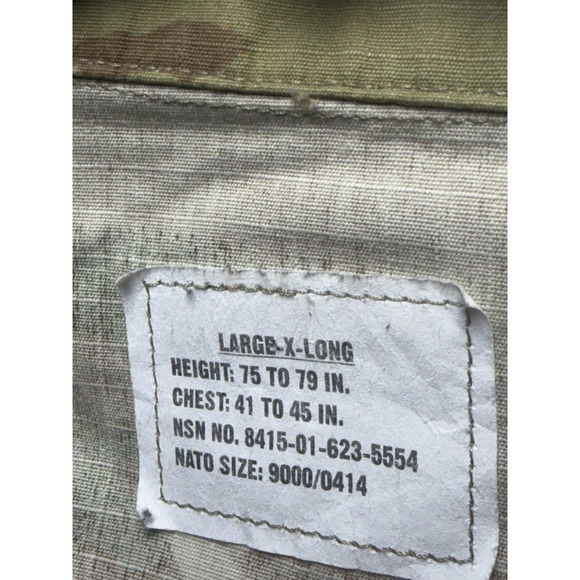 LARGE-X-LONG
HEIGHT: 75 TO 79 IN.
CHEST: 41 TO 45 IN.
NSN NO. 8415-01-623-5554
NATO SIZE: 9000/0414